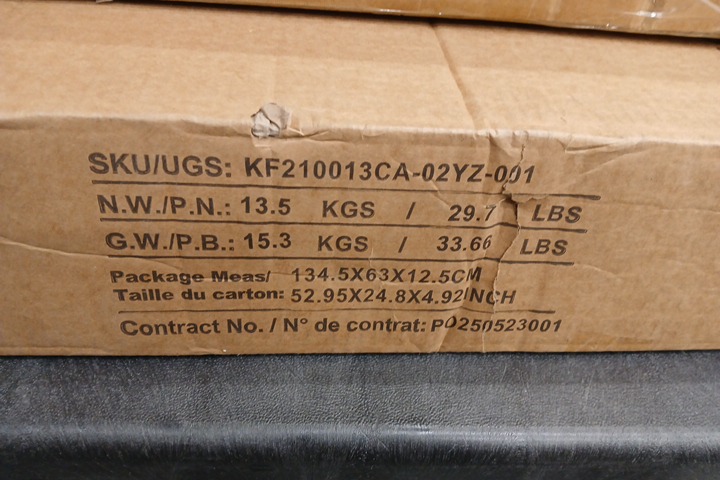 SKU/UGS: KF210013CA-02YZ-001
N.W./P.N.: 13.5 KGS / 29.7 LBS
G.W./P.B.: 15.3 KGS / 33.66 LBS
Package Meas/ 134.5X63X12.5CM
Taille du carton: 52.95X24.8X4.92INCH
Contract No. / N° de contrat: PO250523001